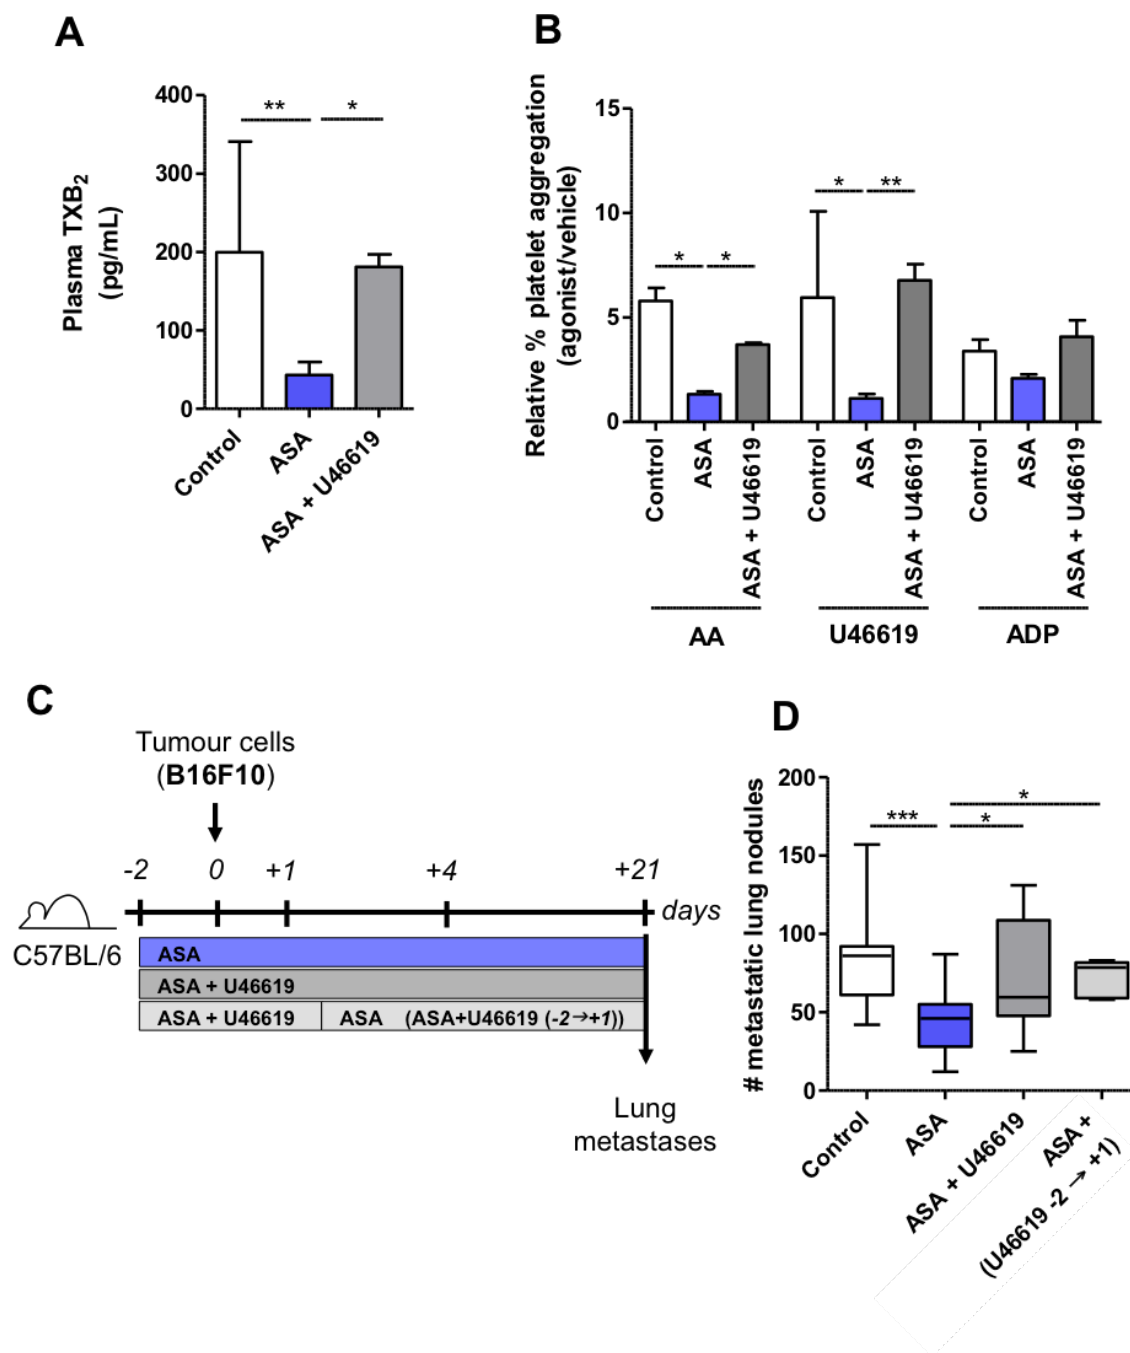 A
Plasma TXB2
(pg/mL)
400
300
200
100
0
**
*
Control
ASA
ASA + U46619
B
Relative % platelet aggregation
(agonist/vehicle)
15
10
5
0
*
*
*
**
Control
ASA
ASA + U46619
Control
ASA
ASA + U46619
Control
ASA
ASA + U46619
AA
U46619
ADP
C
Tumour cells
(B16F10)
-2
0
+1
+4
+21
days
C57BL/6
ASA
ASA + U46619
ASA + U46619
ASA (ASA+U46619 (-2→+1))
Lung
metastases
D
# metastatic lung nodules
200
150
100
50
0
***
*
*
Control
ASA
ASA + U46619
ASA +
(U46619 -2 → +1)